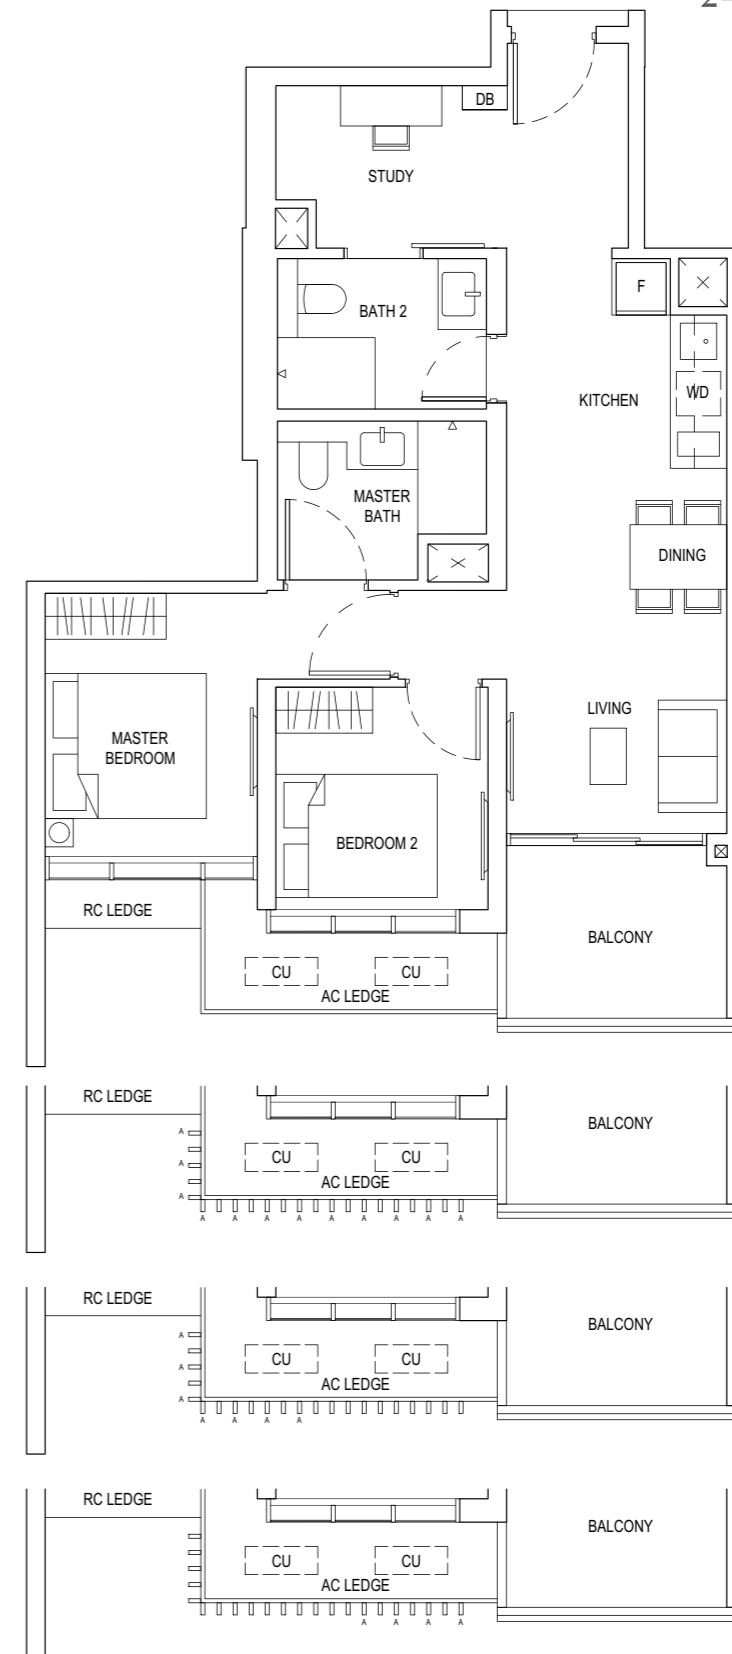 2
DB
STUDY
BATH 2
F
KITCHEN
WD
MASTER
BATH
DINING
LIVING
MASTER
BEDROOM
BEDROOM 2
RC LEDGE
BALCONY
CU CU
AC LEDGE
RC LEDGE
BALCONY
A
CU CU
A
AC LEDGE
A
A A A A A A A A A
RC LEDGE
BALCONY
A
CU CU
A
AC LEDGE
A
A A A A
RC LEDGE
BALCONY
CU CU
AC LEDGE
A A A A